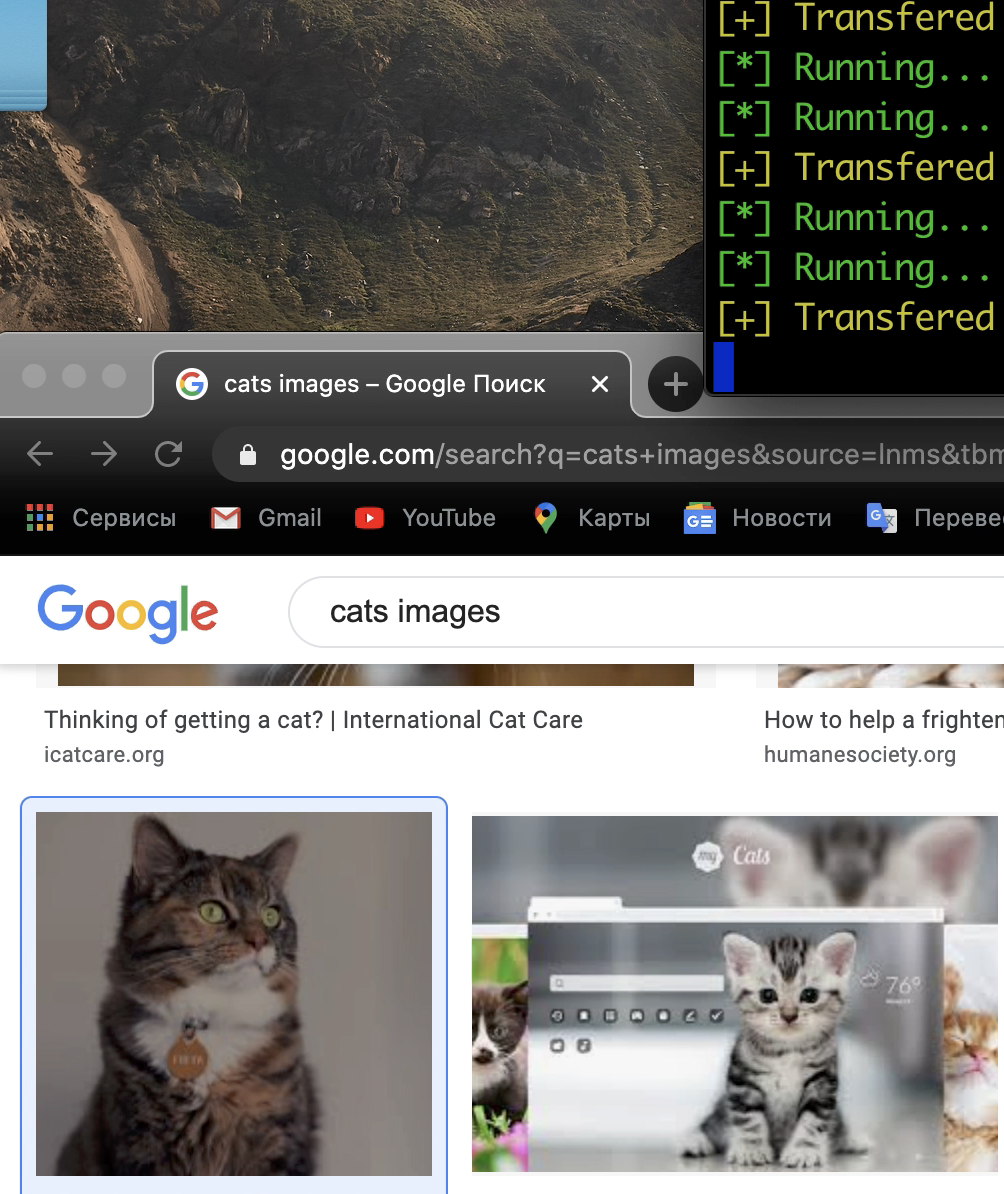 [+] Transfered
[*] Running...
[*] Running...
[+] Transfered
[*] Running...
[*] Running...
[+] Transfered
cats images – Google Поиск
google.com/search?q=cats+images&source=lnms&tbm
Сервисы Gmail YouTube Карты Новости Переве
Google cats images
Thinking of getting a cat? | International Cat Care
icatcare.org
How to help a frighten
humanesociety.org
my Cats
76°